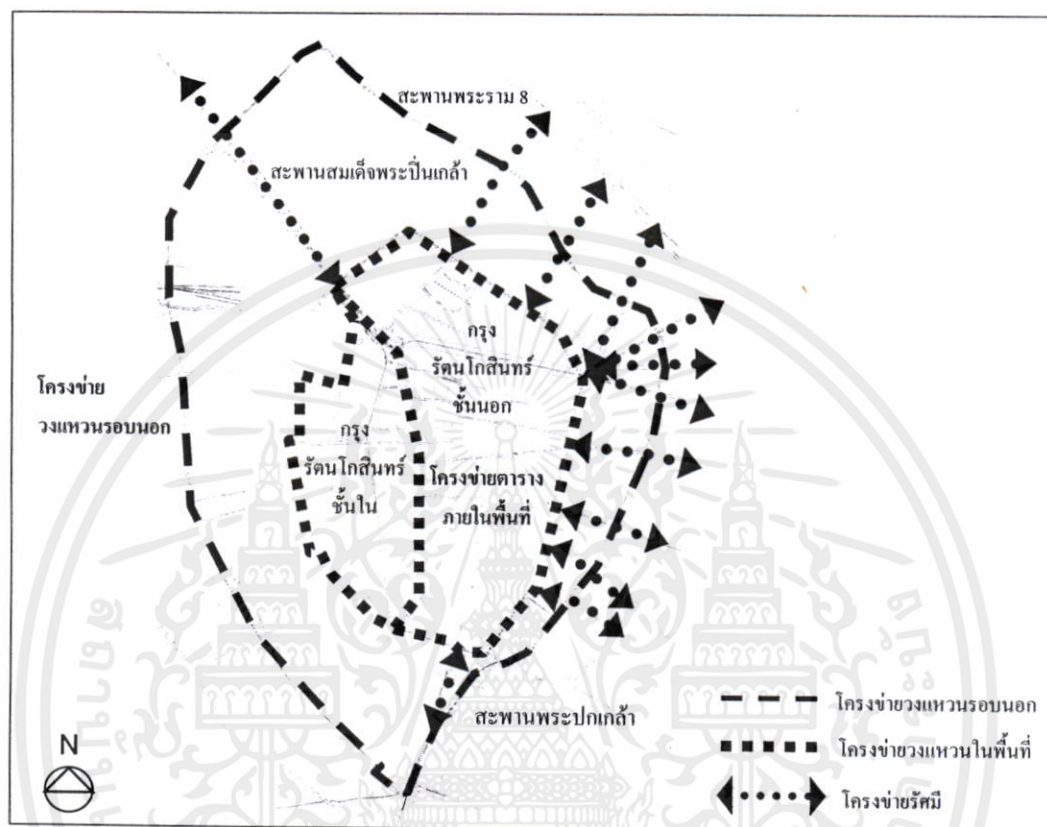 สะพานพระราม 8
สะพานสมเด็จพระปิ่นเกล้า
กรุง
รัตนโกสินทร์
ชั้นนอก
โครงข่าย
วงแหวนรอบนอก
กรุง
รัตนโกสินทร์
ชั้นใน
โครงข่ายตาราง
ภายในพื้นที่
สะพานพระปกเกล้า
N
โครงข่ายวงแหวนรอบนอก
โครงข่ายวงแหวนในพื้นที่
โครงข่ายรัศมี